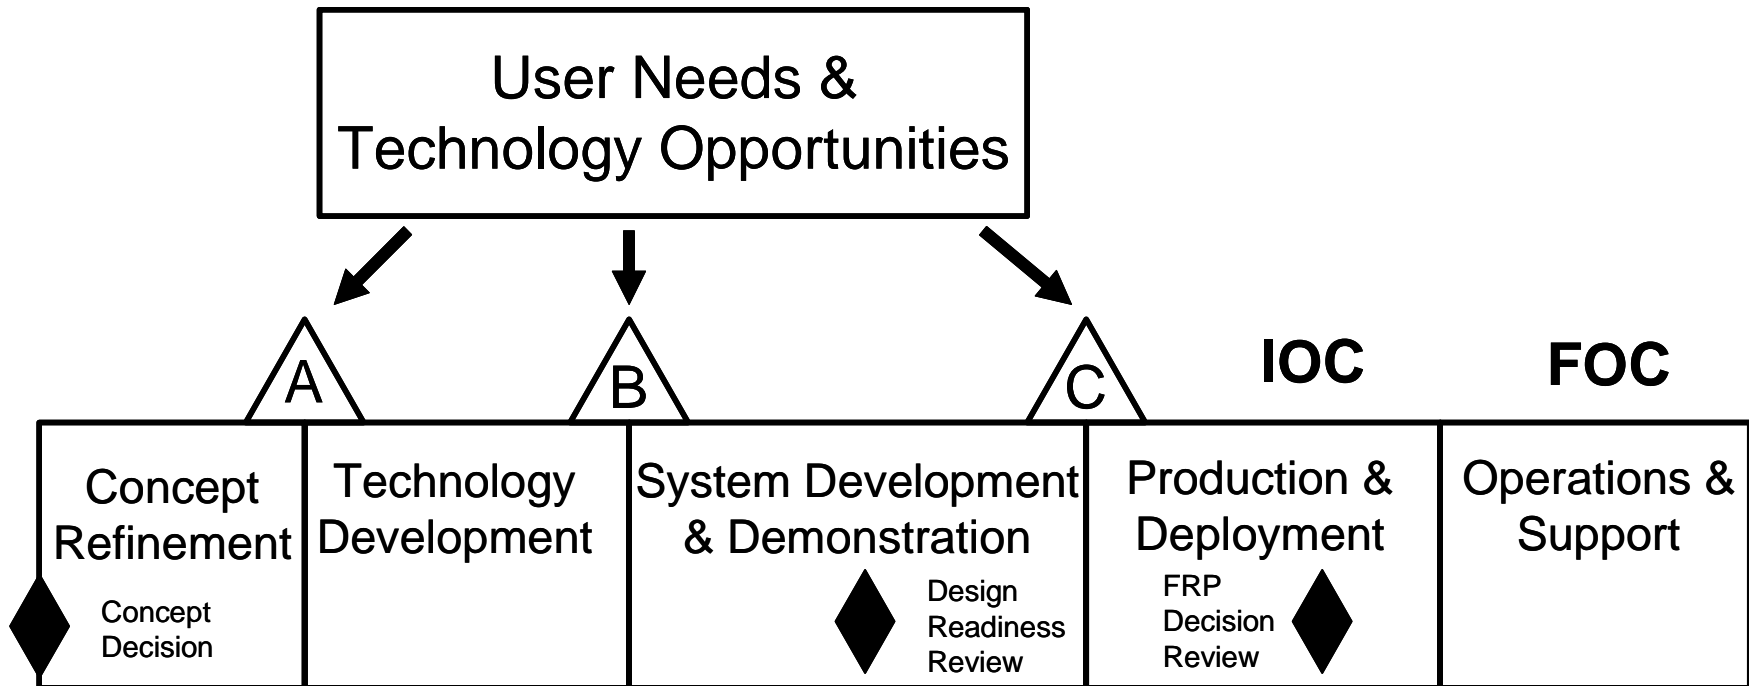 User Needs &
Technology Opportunities
A
B
C
IOC
FOC
Concept
Refinement
Technology
Development
System Development
& Demonstration
Production &
Deployment
Operations &
Support
Concept
Decision
Design
Readiness
Review
FRP
Decision
Review